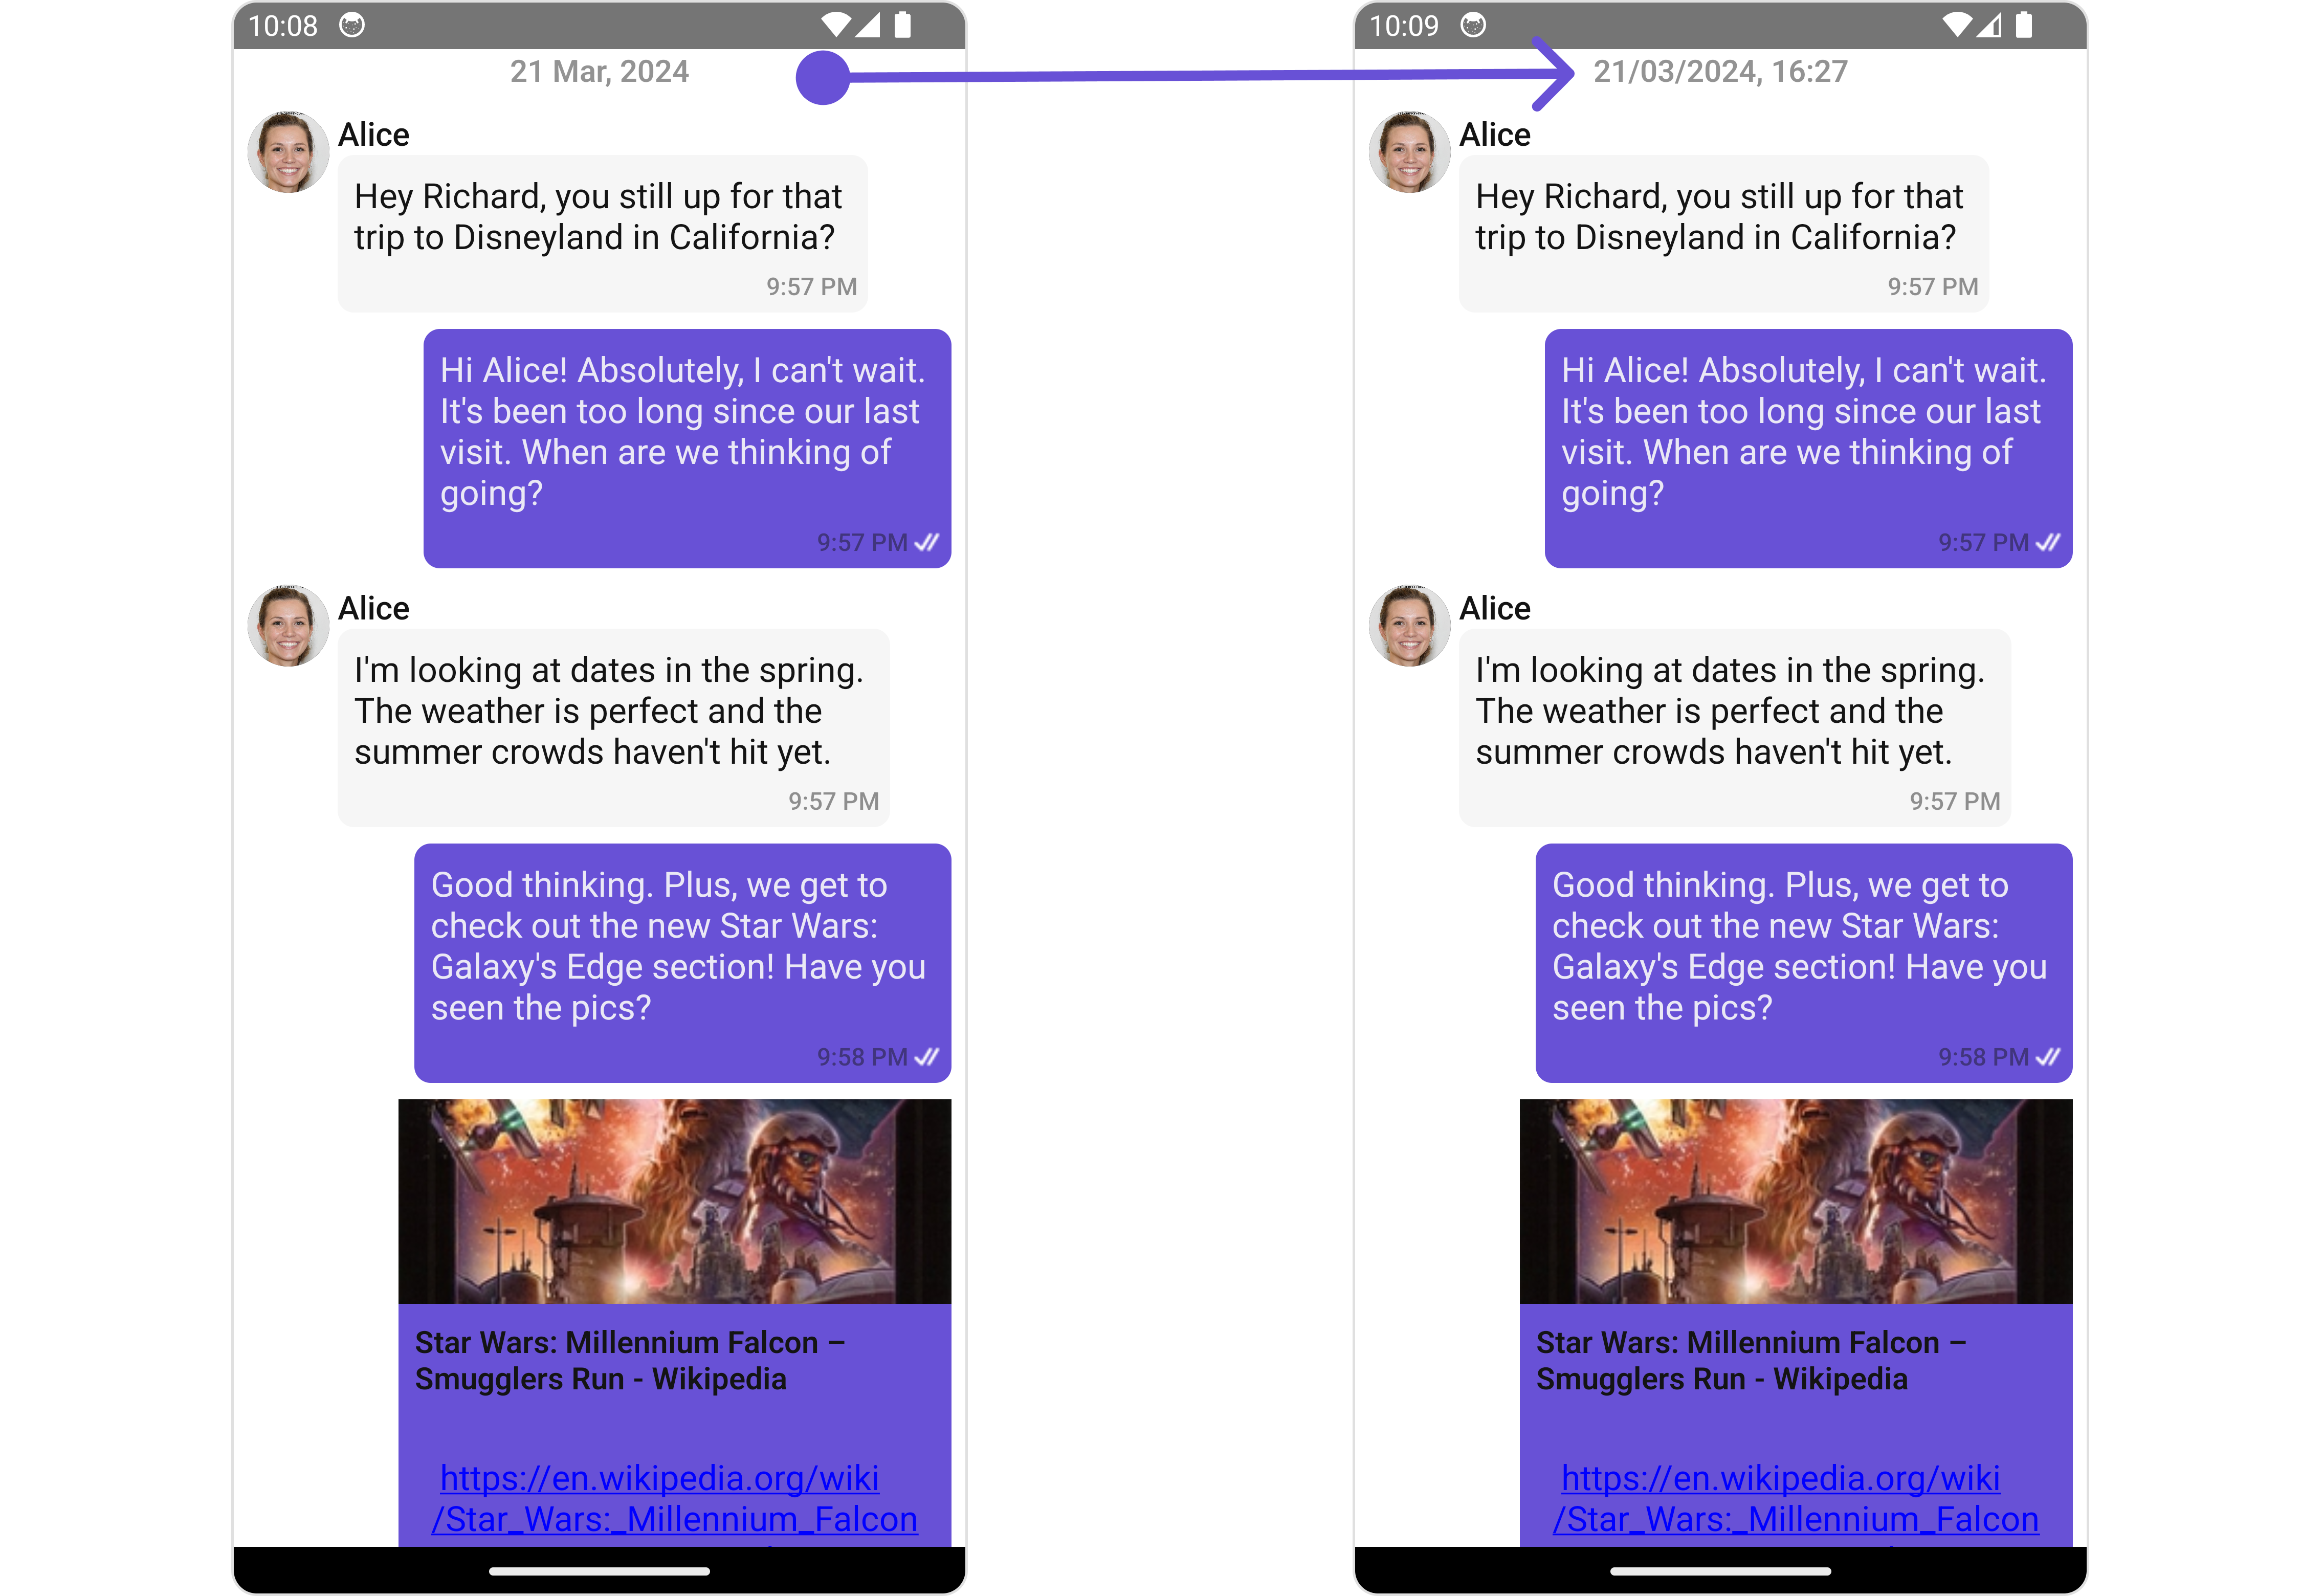 10:08
21 Mar, 2024
Alice
Hey Richard, you still up for that
trip to Disneyland in California?
9:57 PM
Hi Alice! Absolutely, I can't wait.
It's been too long since our last
visit. When are we thinking of
going?
9:57 PM
Alice
I'm looking at dates in the spring.
The weather is perfect and the
summer crowds haven't hit yet.
9:57 PM
Good thinking. Plus, we get to
check out the new Star Wars:
Galaxy's Edge section! Have you
seen the pics?
9:58 PM
Star Wars: Millennium Falcon –
Smugglers Run - Wikipedia
https://en.wikipedia.org/wiki
/Star_Wars:_Millennium_Falcon
10:09
21/03/2024, 16:27
Alice
Hey Richard, you still up for that
trip to Disneyland in California?
9:57 PM
Hi Alice! Absolutely, I can't wait.
It's been too long since our last
visit. When are we thinking of
going?
9:57 PM
Alice
I'm looking at dates in the spring.
The weather is perfect and the
summer crowds haven't hit yet.
9:57 PM
Good thinking. Plus, we get to
check out the new Star Wars:
Galaxy's Edge section! Have you
seen the pics?
9:58 PM
Star Wars: Millennium Falcon –
Smugglers Run - Wikipedia
https://en.wikipedia.org/wiki
/Star_Wars:_Millennium_Falcon